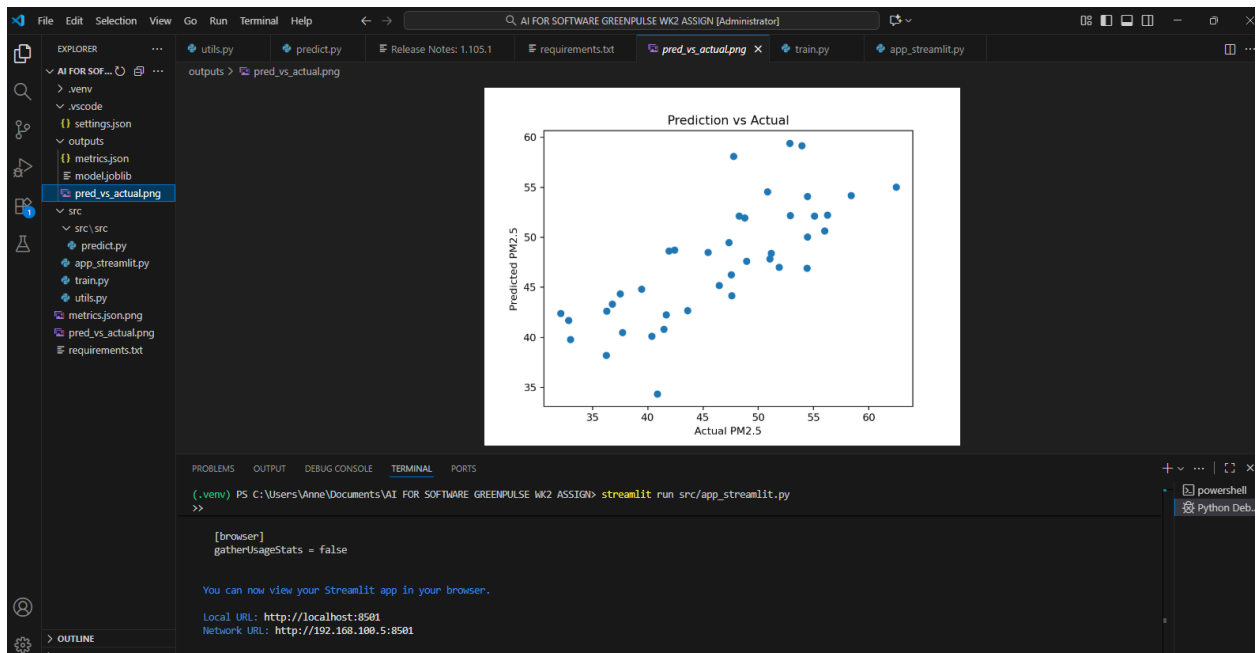 File Edit Selection View Go Run Terminal Help
AI FOR SOFTWARE GREENPULSE WK2 ASSIGN [Administrator]
EXPLORER
utils.py
predict.py
Release Notes: 1.105.1
requirements.txt
pred_vs_actual.png
train.py
app_streamlit.py
AI FOR SOF...
outputs > pred_vs_actual.png
.venv
.vscode
{} settings.json
outputs
{} metrics.json
model.joblib
pred_vs_actual.png
src
src\src
predict.py
app_streamlit.py
train.py
utils.py
metrics.json.png
pred_vs_actual.png
requirements.txt
1
OUTLINE
Prediction vs Actual
60
55
50
45
40
35
Predicted PM2.5
35 40 45 50 55 60
Actual PM2.5
PROBLEMS OUTPUT DEBUG CONSOLE TERMINAL PORTS
(.venv) PS C:\Users\Anne\Documents\AI FOR SOFTWARE GREENPULSE WK2 ASSIGN> streamlit run src/app_streamlit.py
>>
[browser]
gatherUsageStats = false
You can now view your Streamlit app in your browser.
Local URL: http://localhost:8501
Network URL: http://192.168.100.5:8501
powershell
Python Deb...